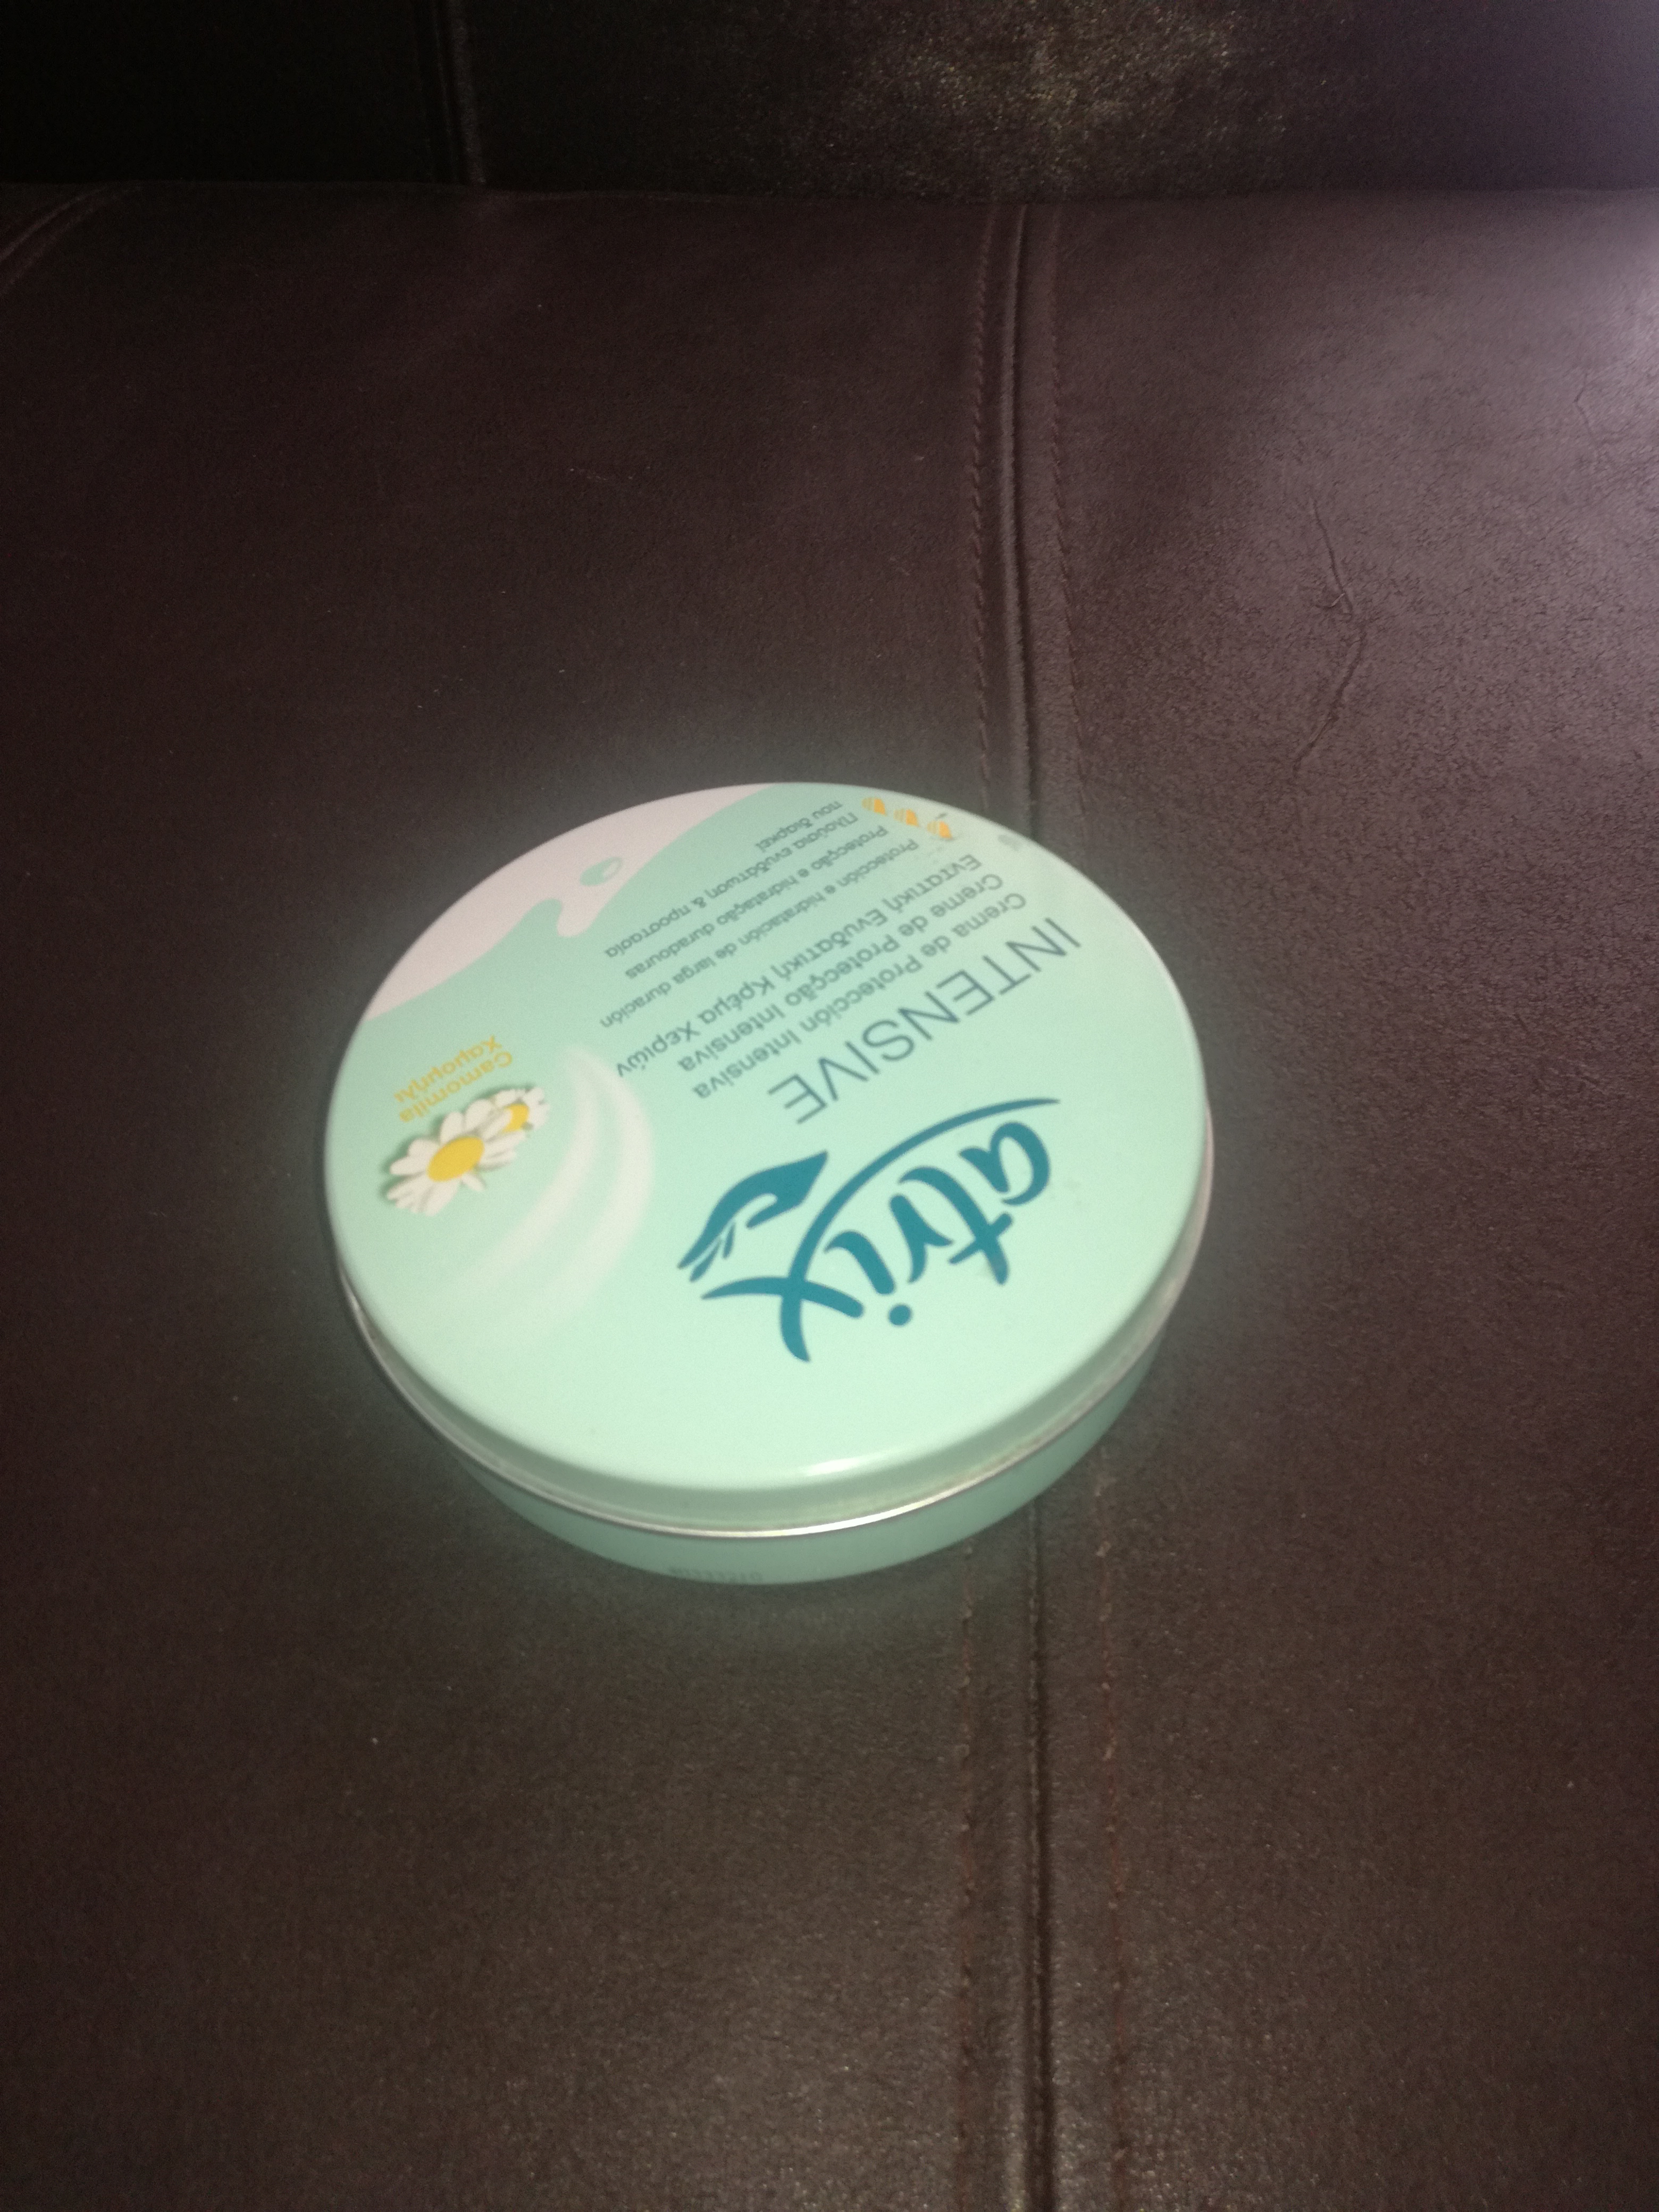 atrix
INTENSIVE
Crema de Protección Intensiva
Creme de Protecção Intensiva
Εντατική Ενυδατική Κρέμα Χεριών
Protección e hidratación de larga duración
Protecção e hidratação duradouras
Πλούσια ενυδάτωση & προστασία
που διαρκεί
Camomila
Χαμομήλι